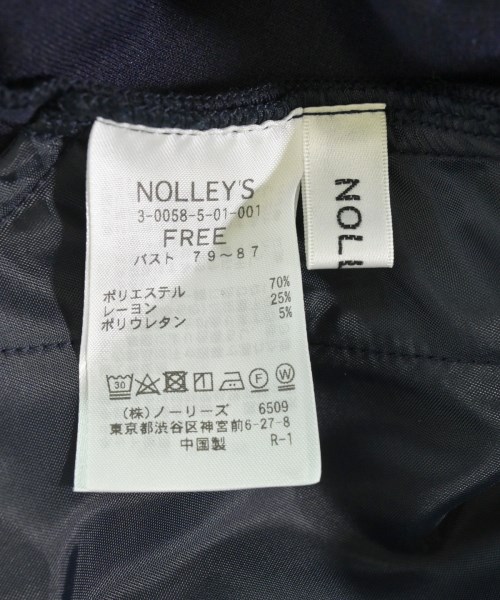 NOLLEY'S
3-0058-5-01-001
FREE
バスト 79～87
ポリエステル 70%
レーヨン 25%
ポリウレタン 5%
30
F W
(株)ノーリーズ 6509
東京都渋谷区神宮前6-27-8
中国製 R-1
NOLL